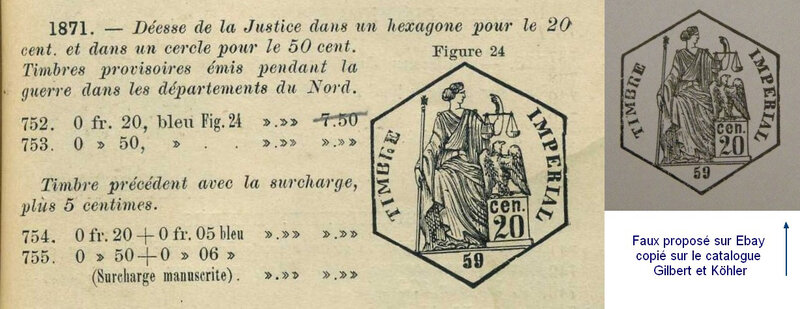 1871. — Déesse de la Justice dans un hexagone pour le 20
cent. et dans un cercle pour le 50 cent.
Timbres provisoires émis pendant la
guerre dans les départements du Nord.
752. 0 fr. 20, bleu Fig. 24 ».»» 7.50
753. 0 » 50, » . ».»» ».»»
Timbre précédent avec la surcharge,
plùs 5 centimes.
754. 0 fr. 20+0 fr. 05 bleu ».»» ».»»
755. 0 » 50+0 » 06 » ».»» ».»»
(Surcharge manuscrite).
Figure 24
TIMBRE IMPERIAL
cen.
20
59
TIMBRE IMPERIAL
cen.
20
59
Faux proposé sur Ebay
copié sur le catalogue
Gilbert et Köhler